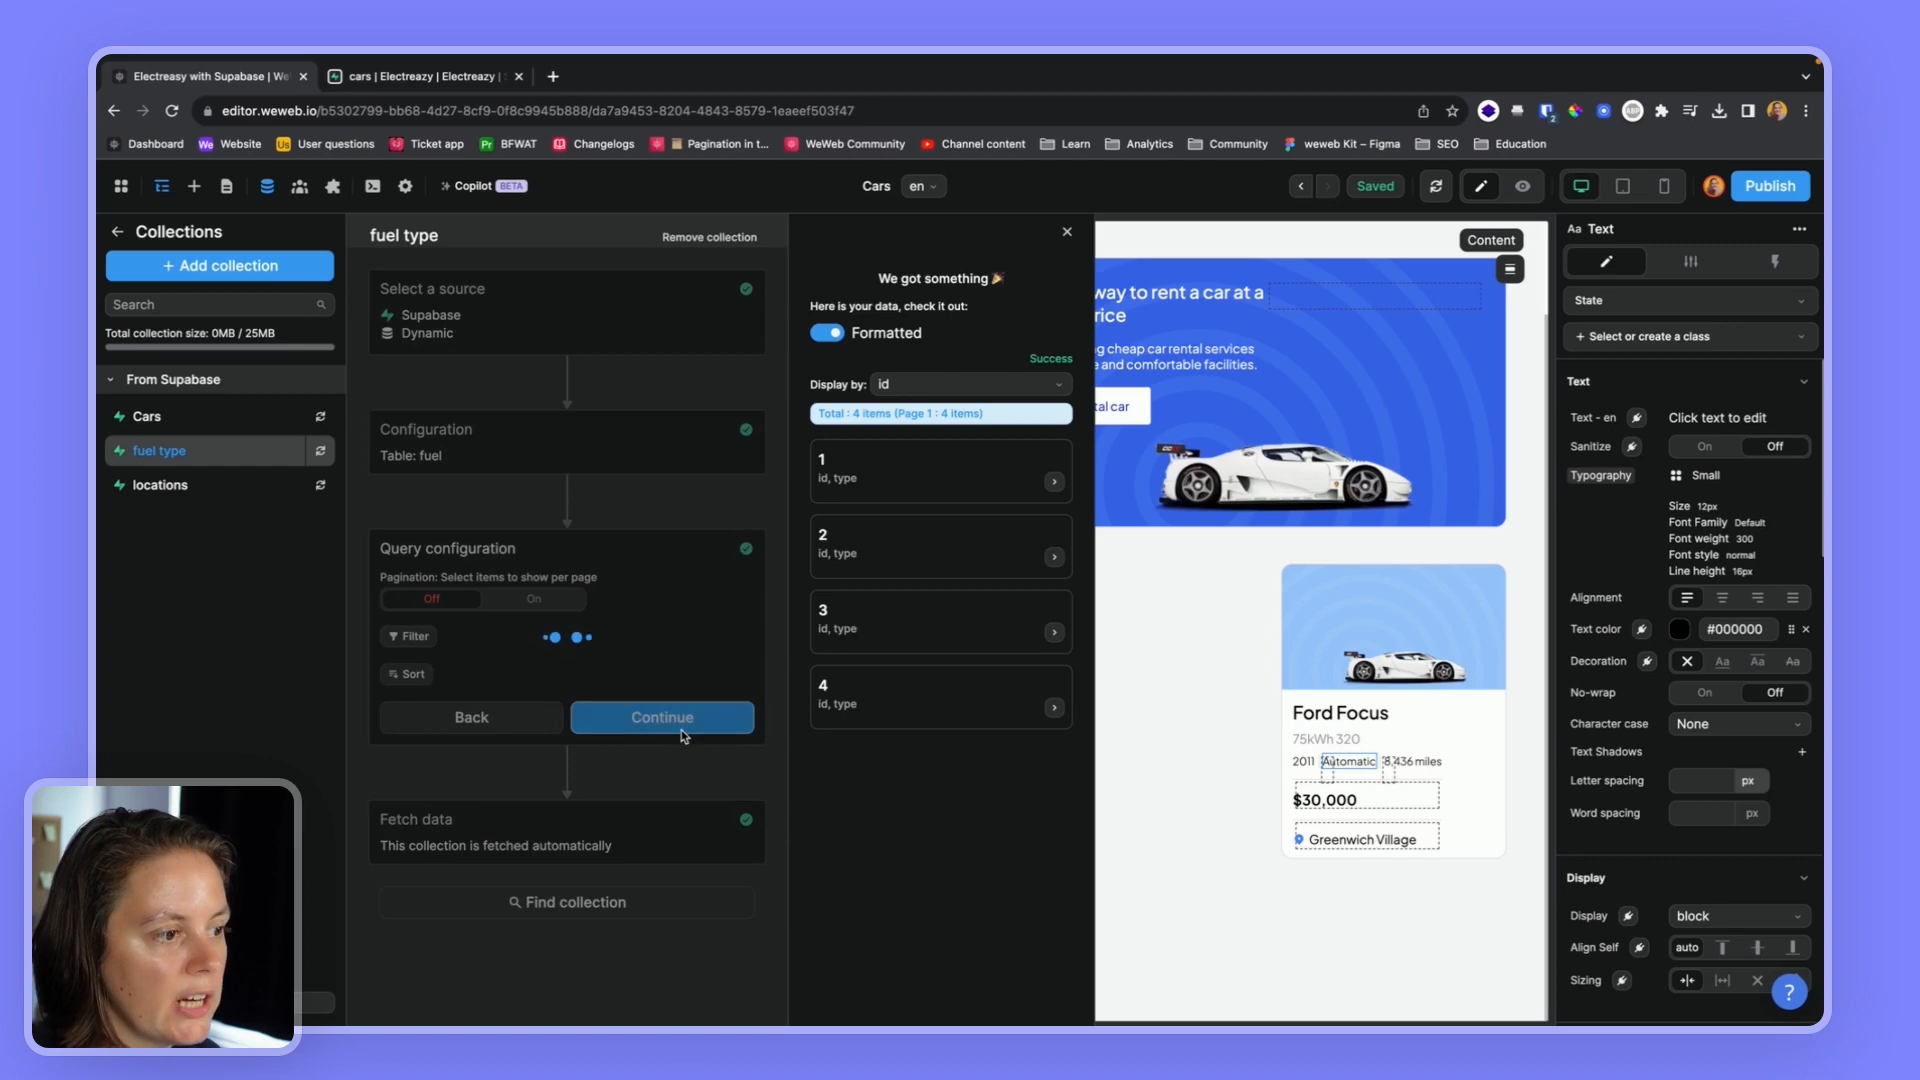 Electreasy with Supabase | We
cars | Electreazy | Electreazy |
editor.weweb.io/b5302799-bb68-4d27-8cf9-0f8c9945b888/da7a9453-8204-4843-8579-1eaeef503f47
Dashboard
We Website
Us User questions
Ticket app
Pr BFWAT
Changelogs
Pagination in t...
WeWeb Community
Channel content
Learn
Analytics
Community
weweb Kit – Figma
SEO
Education
Copilot BETA
Cars
en
Saved
Publish
Collections
+ Add collection
Search
Total collection size: 0MB / 25MB
From Supabase
Cars
fuel type
locations
fuel type
Remove collection
Select a source
Supabase
Dynamic
Configuration
Table: fuel
Query configuration
Pagination: Select items to show per page
Off
On
Filter
Sort
Back
Continue
Fetch data
This collection is fetched automatically
Find collection
We got something 🎉
Here is your data, check it out:
Formatted
Success
Display by: id
Total : 4 items (Page 1 : 4 items)
1
id, type
2
id, type
3
id, type
4
id, type
Content
way to rent a car at a
rice
g cheap car rental services
e and comfortable facilities.
tal car
Ford Focus
75kWh 320
2011 Automatic 8,436 miles
$30,000
Greenwich Village
Aa Text
State
+ Select or create a class
Text
Text - en
Click text to edit
Sanitize
On
Off
Typography
Small
Size 12px
Font Family Default
Font weight 300
Font style normal
Line height 16px
Alignment
Text color
#000000
Decoration
Aa
Aa
Aa
No-wrap
On
Off
Character case
None
Text Shadows
Letter spacing
px
Word spacing
px
Display
Display
block
Align Self
auto
Sizing
?